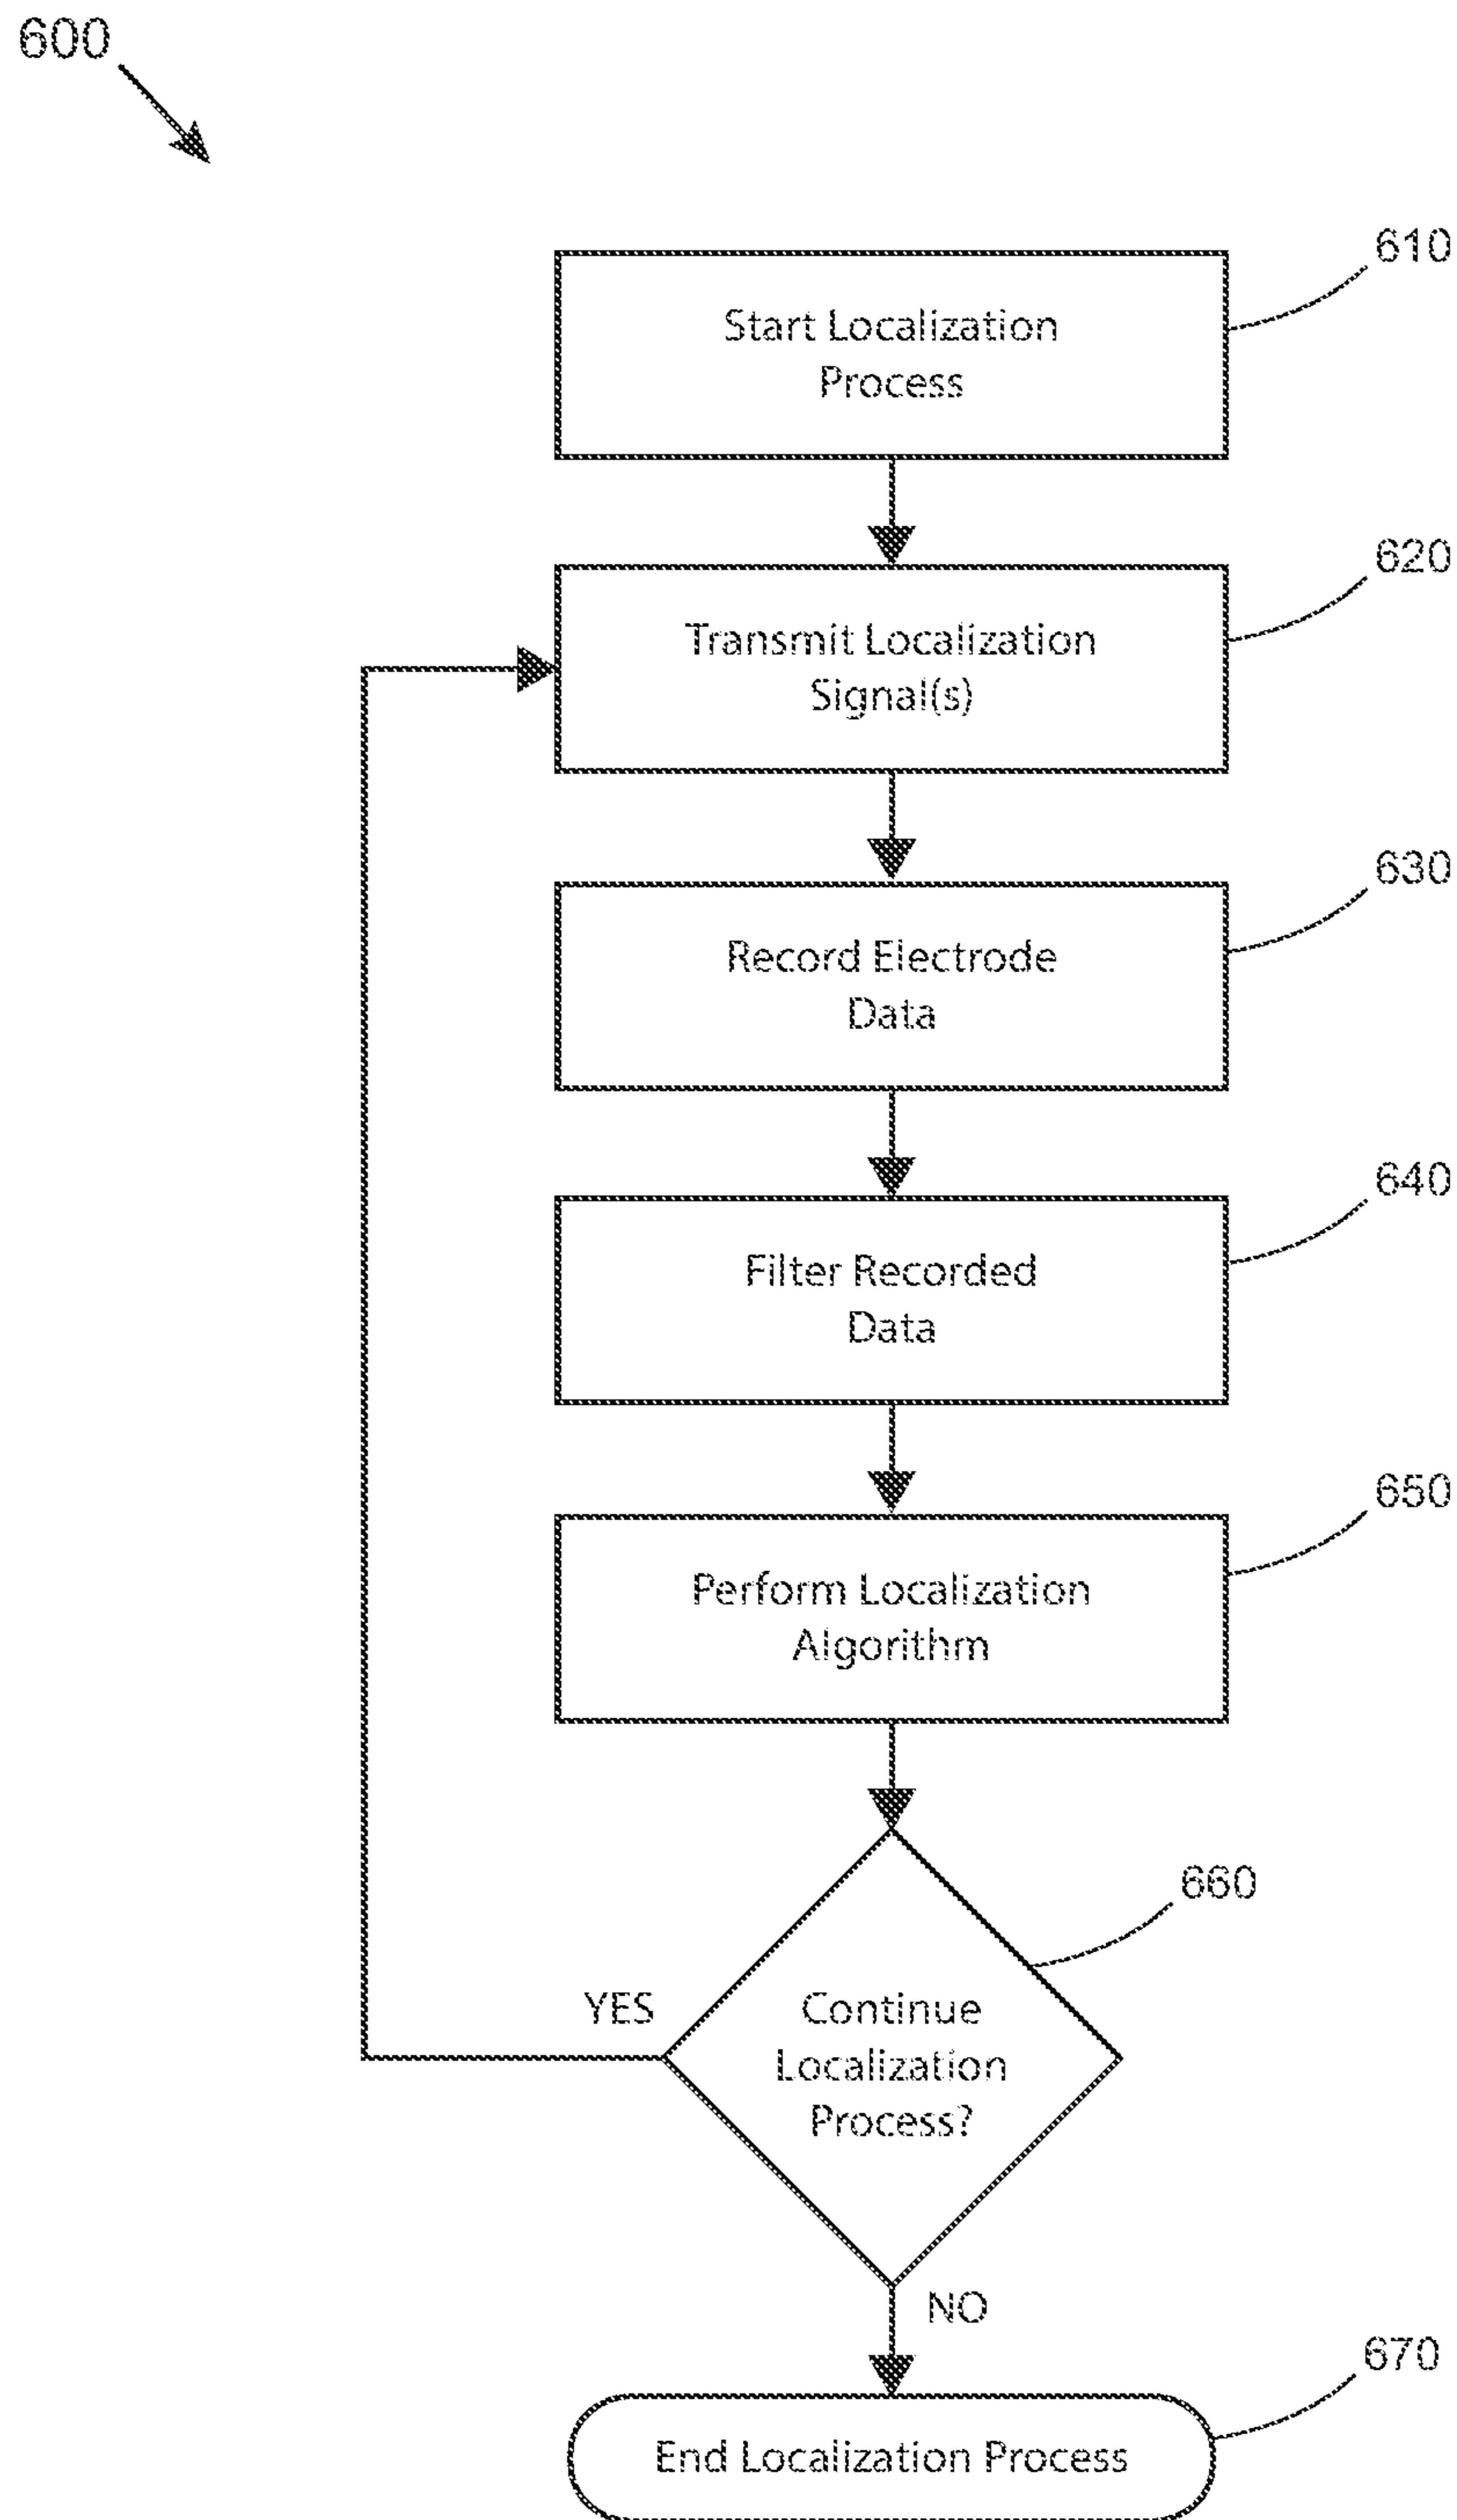 600
610
Start Localization
Process
620
Transmit Localization
Signal(s)
630
Record Electrode
Data
640
Filter Recorded
Data
650
Perform Localization
Algorithm
660
YES
Continue
Localization
Process?
NO
670
End Localization Process